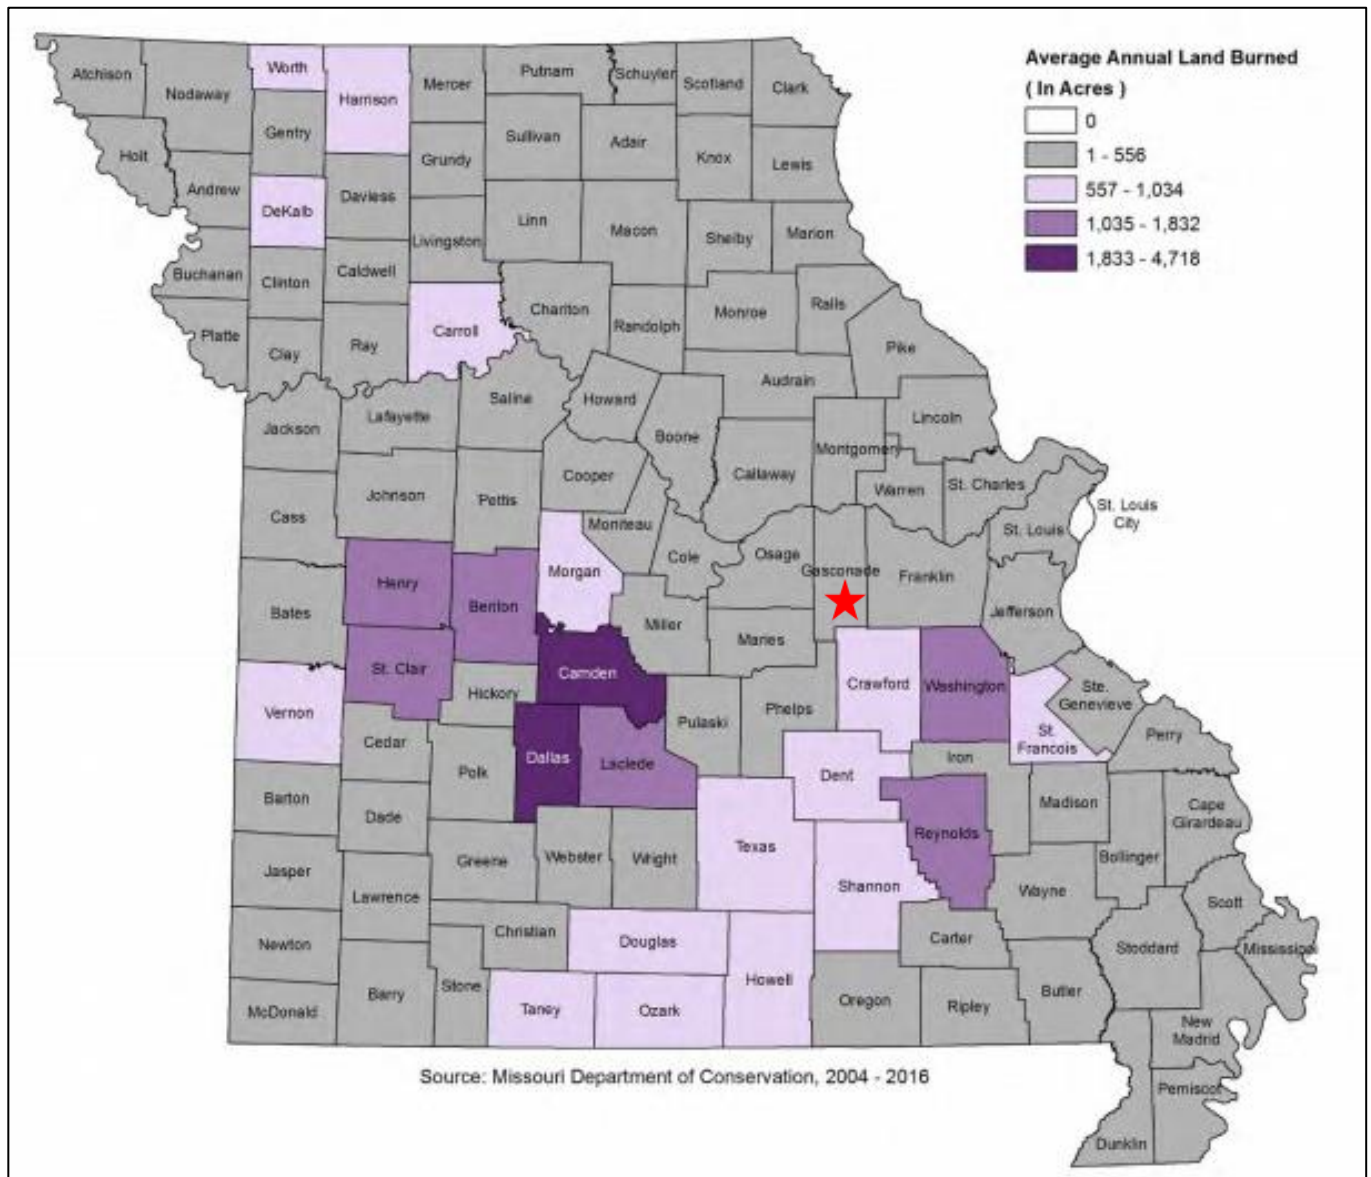 Average Annual Land Burned
( In Acres )
0
1 - 556
557 - 1,034
1,035 - 1,832
1,833 - 4,718
Atchison
Nodaway
Worth
Harrison
Mercer
Putnam
Schuyler
Scotland
Clark
Holt
Gentry
Sullivan
Adair
Knox
Lewis
Andrew
DeKalb
Daviess
Grundy
Linn
Macon
Shelby
Marion
Buchanan
Clinton
Caldwell
Livingston
Platte
Clay
Ray
Carroll
Chariton
Randolph
Monroe
Ralls
Pike
Audrain
Jackson
Lafayette
Saline
Howard
Boone
Callaway
Montgomery
Lincoln
Warren
St. Charles
St. Louis
St. Louis
City
Cass
Johnson
Pettis
Cooper
Moniteau
Cole
Osage
Gasconade
Franklin
Jefferson
Bates
Henry
Benton
Morgan
Miller
Maries
St. Clair
Hickory
Camden
Pulaski
Phelps
Crawford
Washington
Ste.
Genevieve
St.
Francois
Perry
Vernon
Cedar
Polk
Dallas
Laclede
Dent
Iron
Madison
Cape
Girardeau
Barton
Dade
Greene
Webster
Wright
Texas
Shannon
Reynolds
Wayne
Bollinger
Scott
Jasper
Lawrence
Christian
Douglas
Howell
Carter
Stoddard
Mississippi
Newton
Barry
Stone
Taney
Ozark
Oregon
Ripley
Butler
New
Madrid
McDonald
Pemiscot
Dunklin
Source: Missouri Department of Conservation, 2004 - 2016